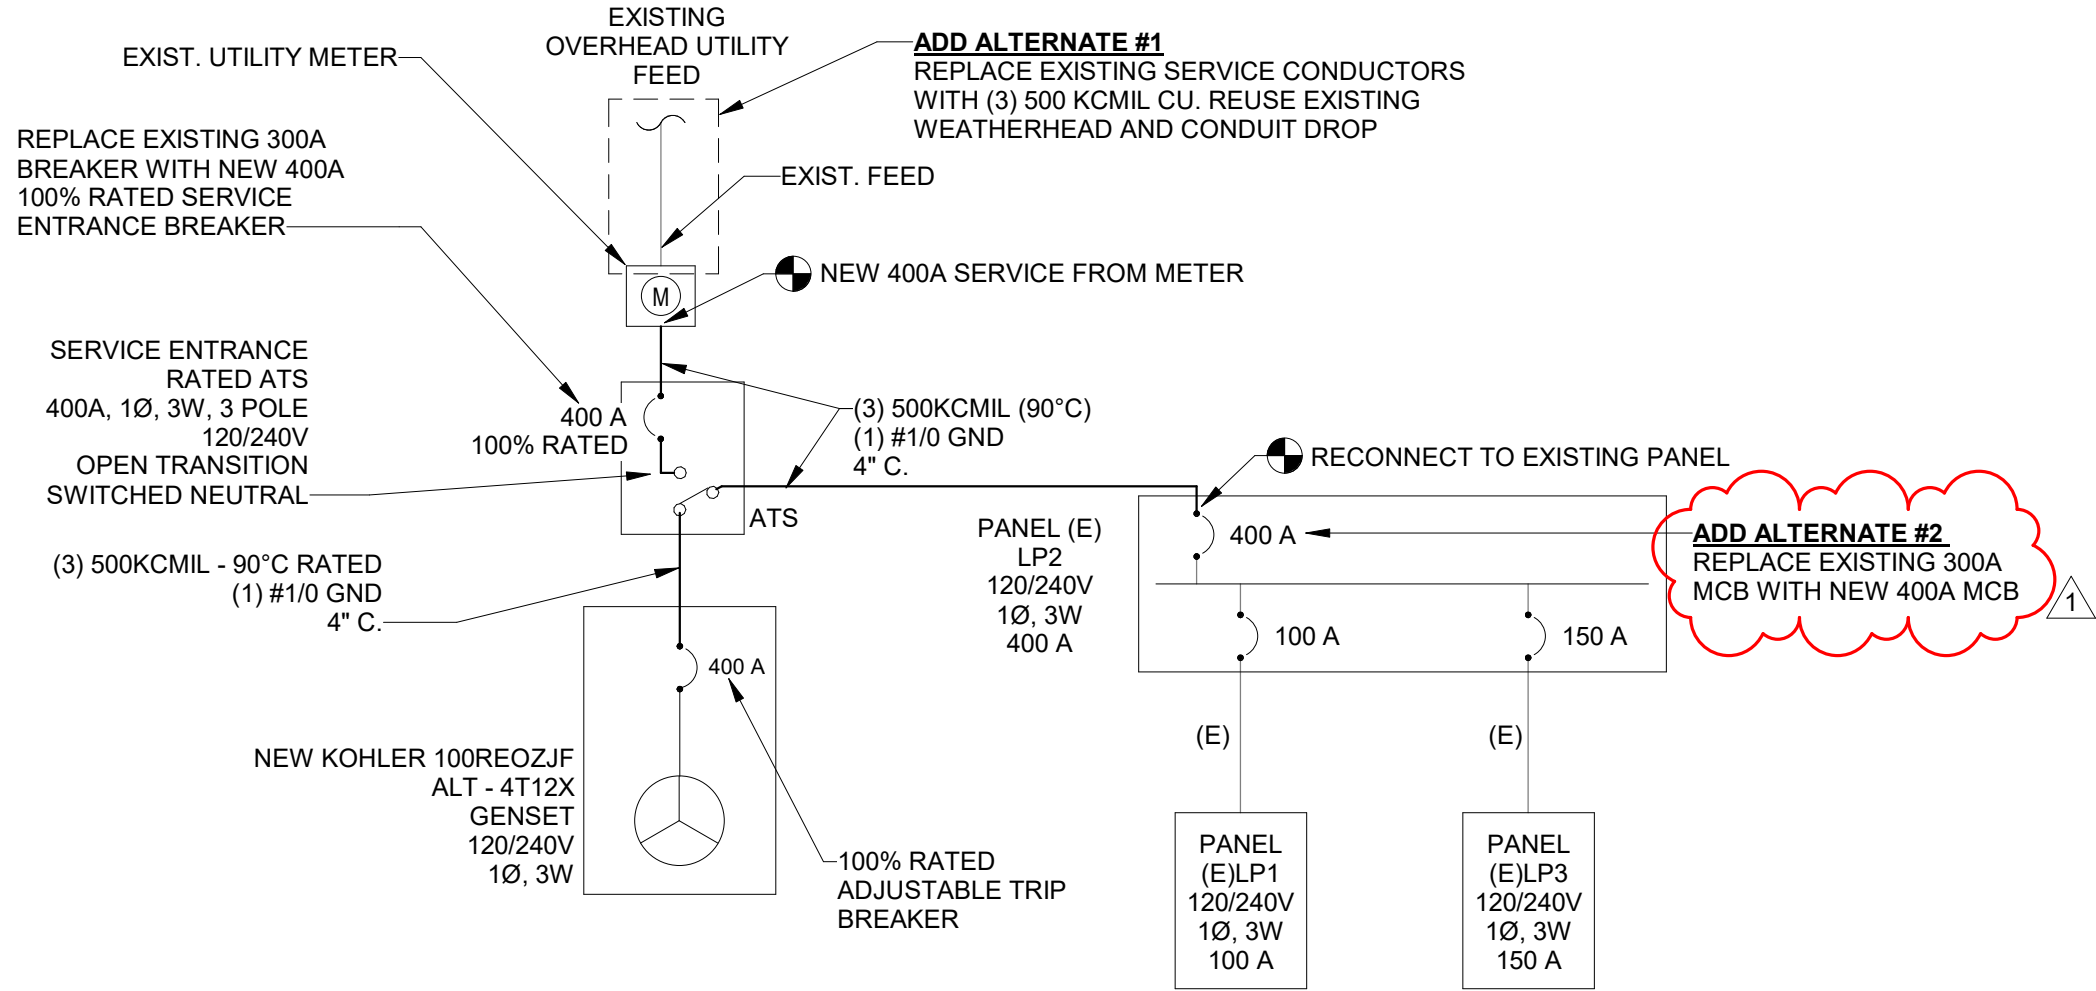 EXISTING
OVERHEAD UTILITY
FEED
EXIST. UTILITY METER
ADD ALTERNATE #1
REPLACE EXISTING SERVICE CONDUCTORS
WITH (3) 500 KCMIL CU. REUSE EXISTING
WEATHERHEAD AND CONDUIT DROP
REPLACE EXISTING 300A
BREAKER WITH NEW 400A
100% RATED SERVICE
ENTRANCE BREAKER
EXIST. FEED
NEW 400A SERVICE FROM METER
M
SERVICE ENTRANCE
RATED ATS
400A, 1Ø, 3W, 3 POLE
120/240V
OPEN TRANSITION
SWITCHED NEUTRAL
400 A
100% RATED
(3) 500KCMIL (90°C)
(1) #1/0 GND
4" C.
ATS
RECONNECT TO EXISTING PANEL
PANEL (E)
LP2
120/240V
1Ø, 3W
400 A
400 A
ADD ALTERNATE #2
REPLACE EXISTING 300A
MCB WITH NEW 400A MCB
1
100 A
150 A
(3) 500KCMIL - 90°C RATED
(1) #1/0 GND
4" C.
400 A
NEW KOHLER 100REOZJF
ALT - 4T12X
GENSET
120/240V
1Ø, 3W
100% RATED
ADJUSTABLE TRIP
BREAKER
(E)
(E)
PANEL
(E)LP1
120/240V
1Ø, 3W
100 A
PANEL
(E)LP3
120/240V
1Ø, 3W
150 A